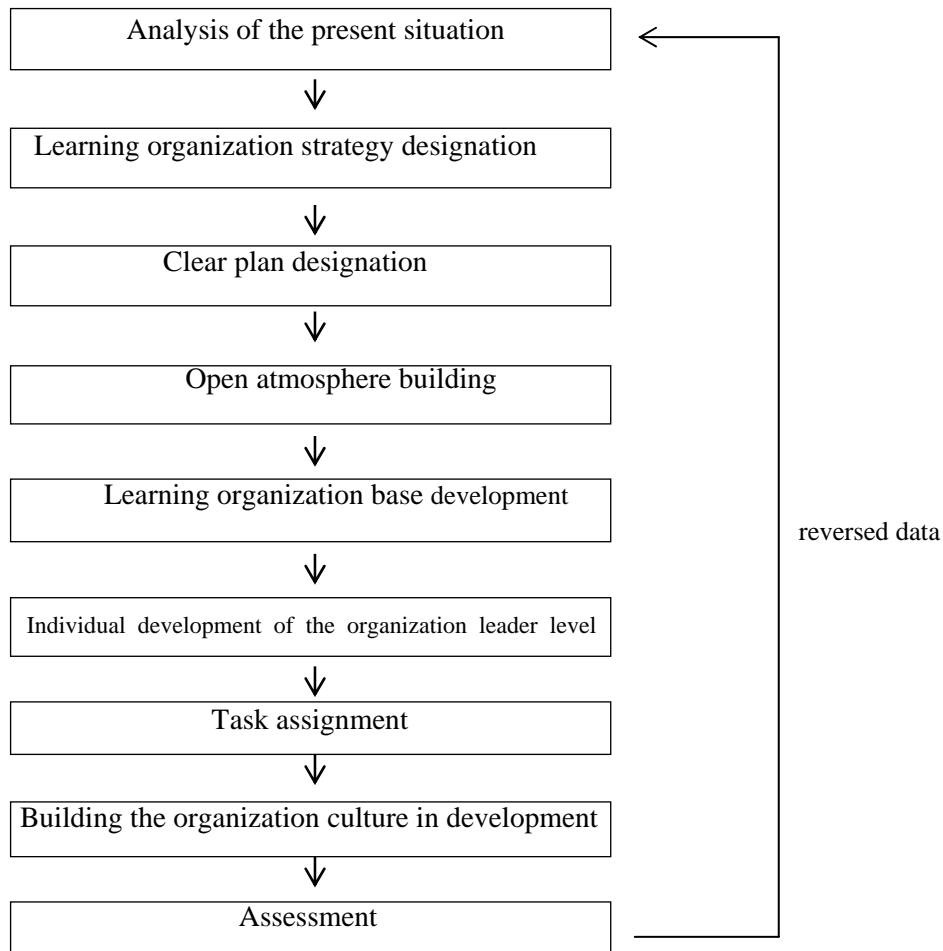 Analysis of the present situation
Learning organization strategy designation
Clear plan designation
Open atmosphere building
Learning organization base development
reversed data
Individual development of the organization leader level
Task assignment
Building the organization culture in development
Assessment